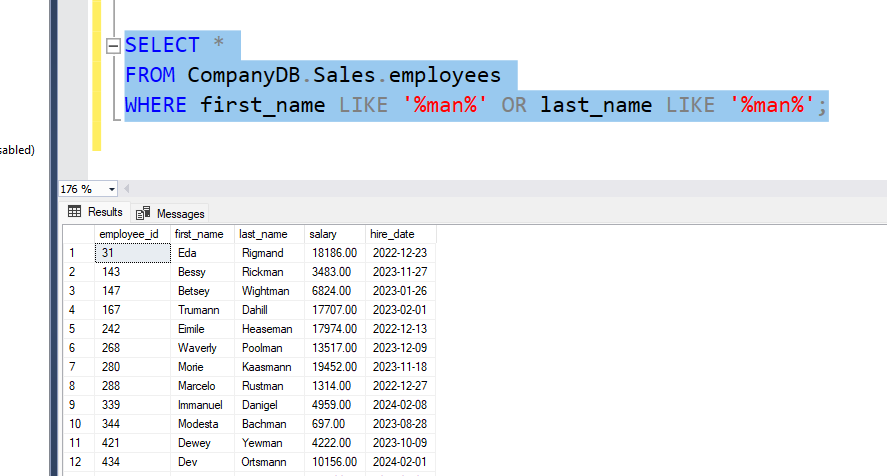 SELECT *
FROM CompanyDB.Sales.employees
WHERE first_name LIKE '%man%' OR last_name LIKE '%man%';
sabled)
176 %
Results Messages
employee_id first_name last_name salary hire_date
1 31 Eda Rigmand 18186.00 2022-12-23
2 143 Bessy Rickman 3483.00 2023-11-27
3 147 Betsey Wightman 6824.00 2023-01-26
4 167 Trumann Dahill 17707.00 2023-02-01
5 242 Eimile Heaseman 17974.00 2022-12-13
6 268 Waverly Poolman 13517.00 2023-12-09
7 280 Morie Kaasmann 19452.00 2023-11-18
8 288 Marcelo Rustman 1314.00 2022-12-27
9 339 Immanuel Danigel 4959.00 2024-02-08
10 344 Modesta Bachman 697.00 2023-08-28
11 421 Dewey Yewman 4222.00 2023-10-09
12 434 Dev Ortsmann 10156.00 2024-02-01